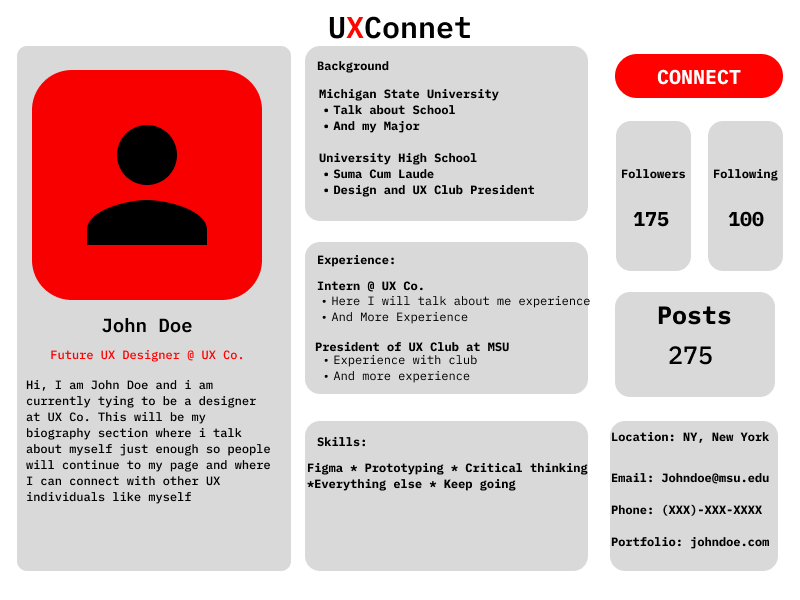 UXConnet
John Doe
Future UX Designer @ UX Co.
Hi, I am John Doe and i am
currently tying to be a designer
at UX Co. This will be my
biography section where i talk
about myself just enough so people
will continue to my page and where
I can connect with other UX
individuals like myself
Background
Michigan State University
• Talk about School
• And my Major
University High School
• Suma Cum Laude
• Design and UX Club President
Experience:
Intern @ UX Co.
• Here I will talk about me experience
• And More Experience
President of UX Club at MSU
• Experience with club
• And more experience
Skills:
Figma * Prototyping * Critical thinking
*Everything else * Keep going
CONNECT
Followers
175
Following
100
Posts
275
Location: NY, New York
Email: Johndoe@msu.edu
Phone: (XXX)-XXX-XXXX
Portfolio: johndoe.com